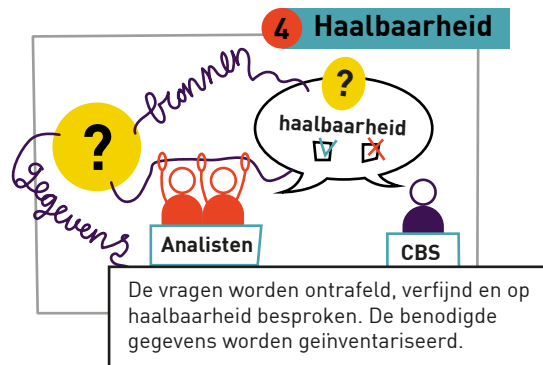 4 Haalbaarheid
?
bronnen
?
haalbaarheid
gegevens
Analisten
CBS
De vragen worden ontrafeld, verfijnd en op
haalbaarheid besproken. De benodigde
gegevens worden geïnventariseerd.